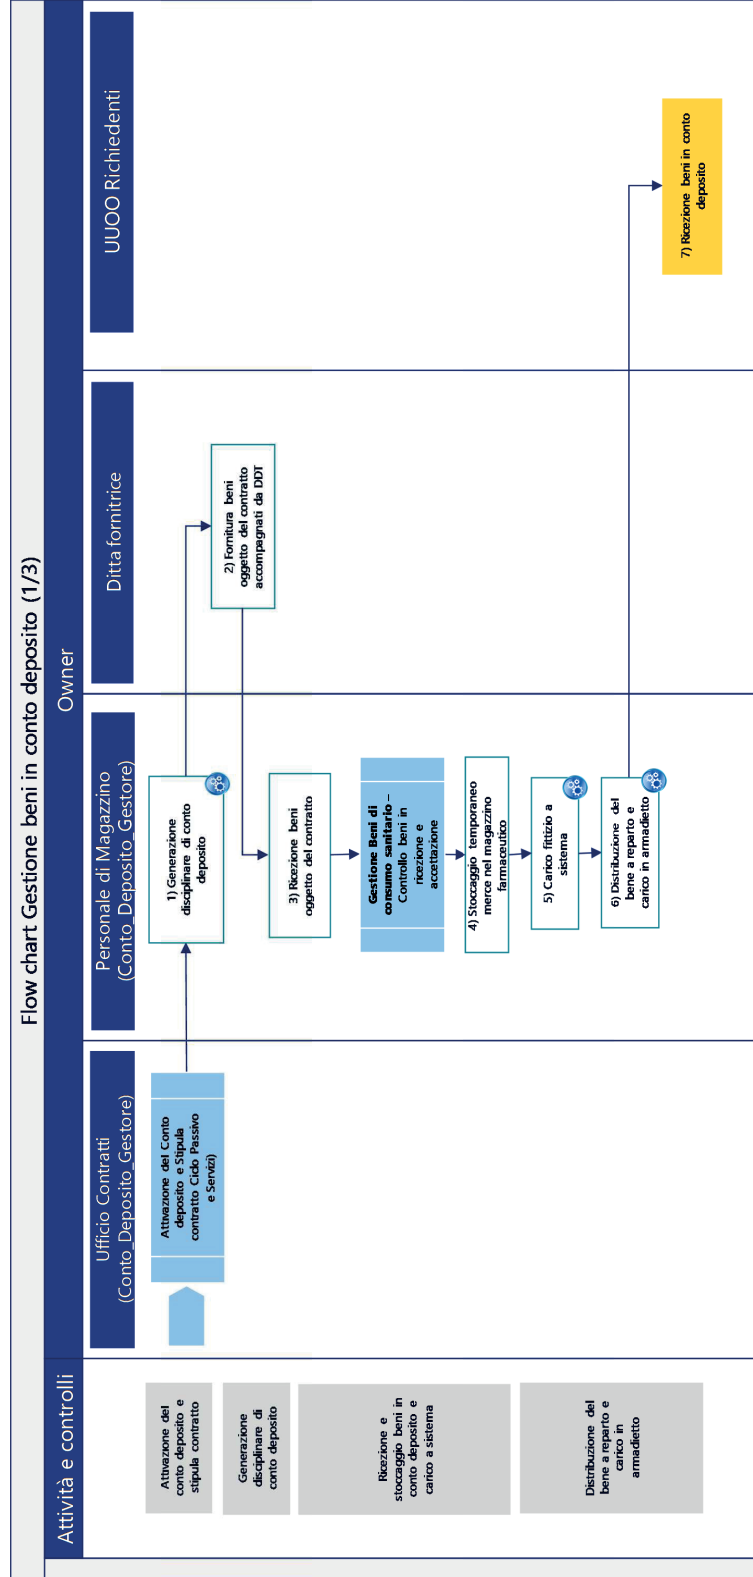 Flow chart Gestione beni in conto deposito (1/3)
Attività e controlli
Owner
Ufficio Contratti
(Conto_Deposito_Gestore)
Personale di Magazzino
(Conto_Deposito_Gestore)
Ditta fornitrice
UUOO Richiedenti
Attivazione del
conto deposito e
stipula contratto
Attivazione del Conto
deposito e Stipula
contratto Ciclo Passivo
e Servizi)
1) Generazione
disciplinare di conto
deposito
Generazione
disciplinare di
conto deposito
2) Fornitura beni
oggetto del contratto
accompagnati da DDT
Ricezione e
stoccaggio beni in
conto deposito e
carico a sistema
3) Ricezione beni
oggetto del contratto
Gestione Beni di
consumo sanitario –
Controllo beni in
ricezione e
accettazione
4) Stoccaggio temporaneo
merce nel magazzino
farmaceutico
5) Carico fittizio a
sistema
Distribuzione del
bene a reparto e
carico in
armadietto
6) Distribuzione del
bene a reparto e
carico in armadietto
7) Ricezione beni in conto
deposito